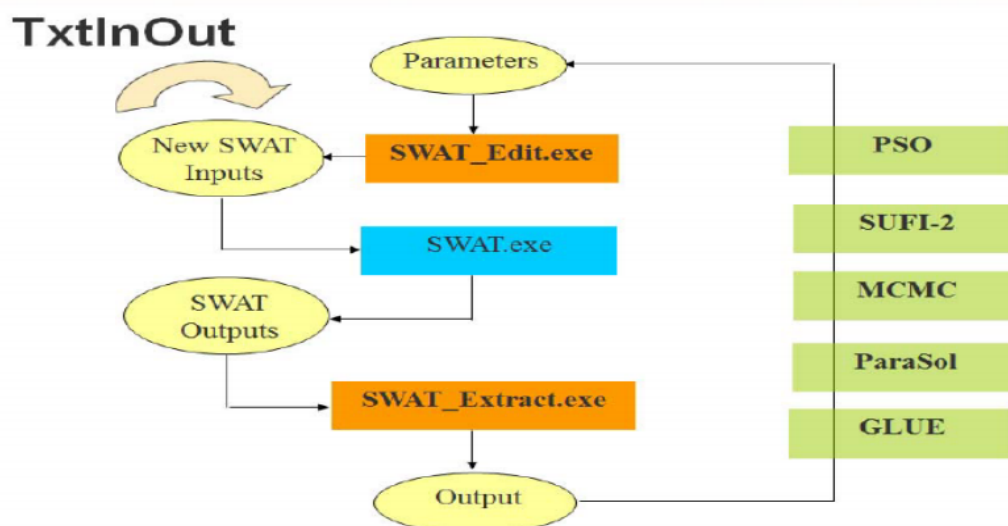 TxtInOut
Parameters
New SWAT
Inputs
SWAT_Edit.exe
SWAT.exe
SWAT
Outputs
SWAT_Extract.exe
Output
PSO
SUFI-2
MCMC
ParaSol
GLUE